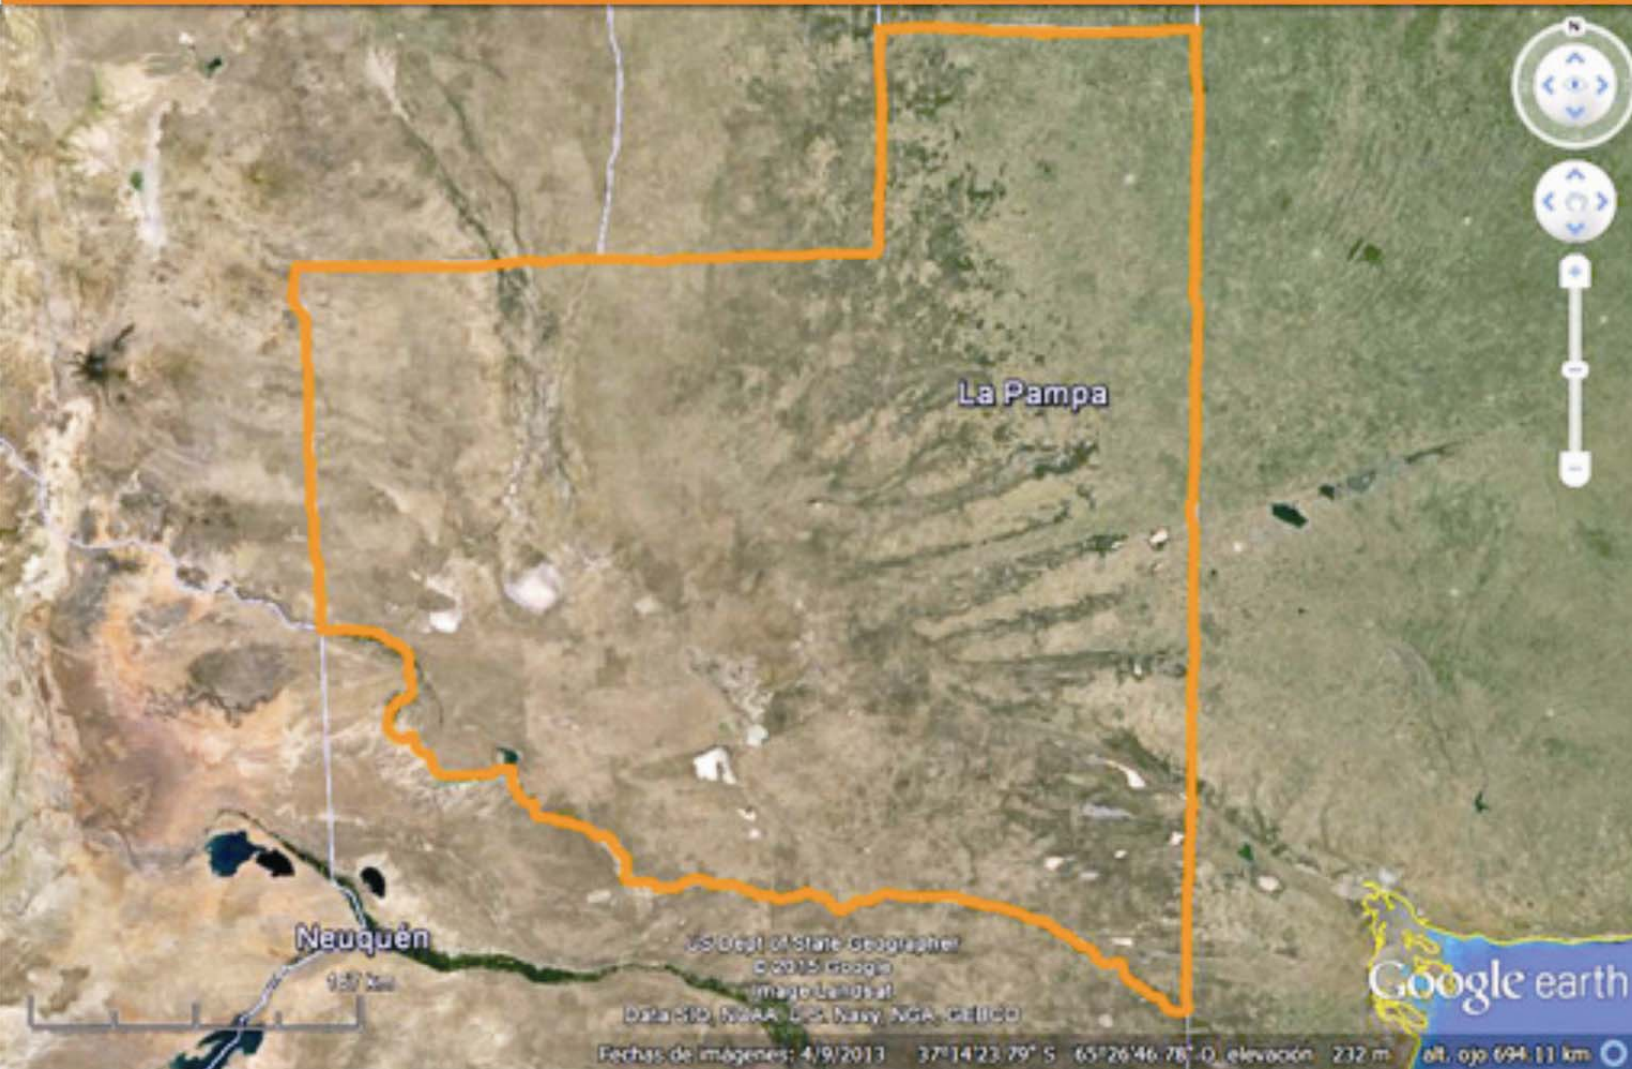 N
La Pampa
Neuquén
167 km
US Dept of State Geographer
© 2015 Google
Image Landsat
Data SIO, NOAA, U.S. Navy, NGA, GEBCO
Google earth
Fechas de imágenes: 4/9/2013 37°14'23.79" S 65°26'46.78" O elevación 232 m alt. ojo 694.11 km